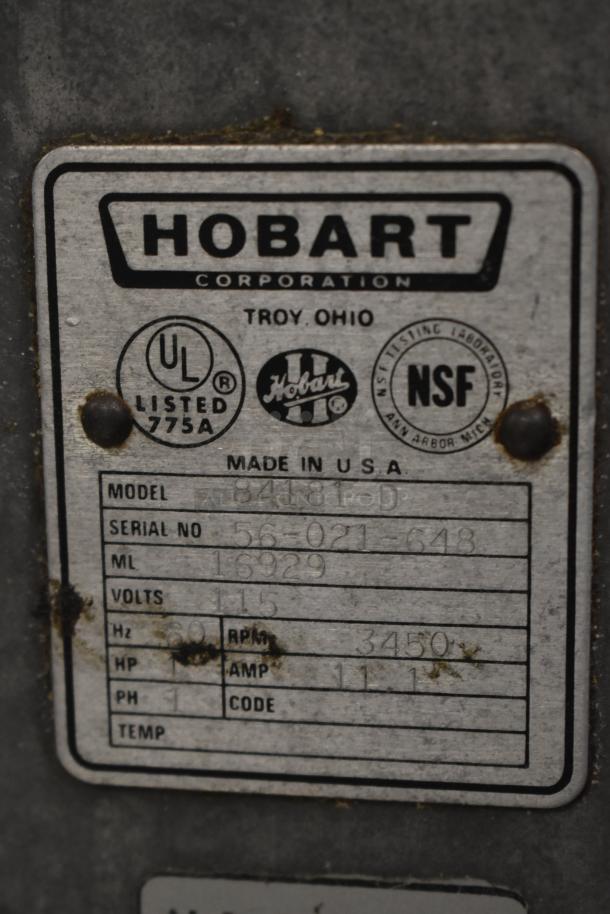 HOBART
CORPORATION
TROY, OHIO
UL ® LISTED 775A
Hobart ®
NSF TESTING LABORATORY NSF ANN ARBOR MICH
MADE IN U.S.A.
MODEL 84181 D
SERIAL NO 56-021-648
ML 16929
VOLTS 115
Hz 60 RPM 3450
HP 1 AMP 11.1
PH 1 CODE
TEMP